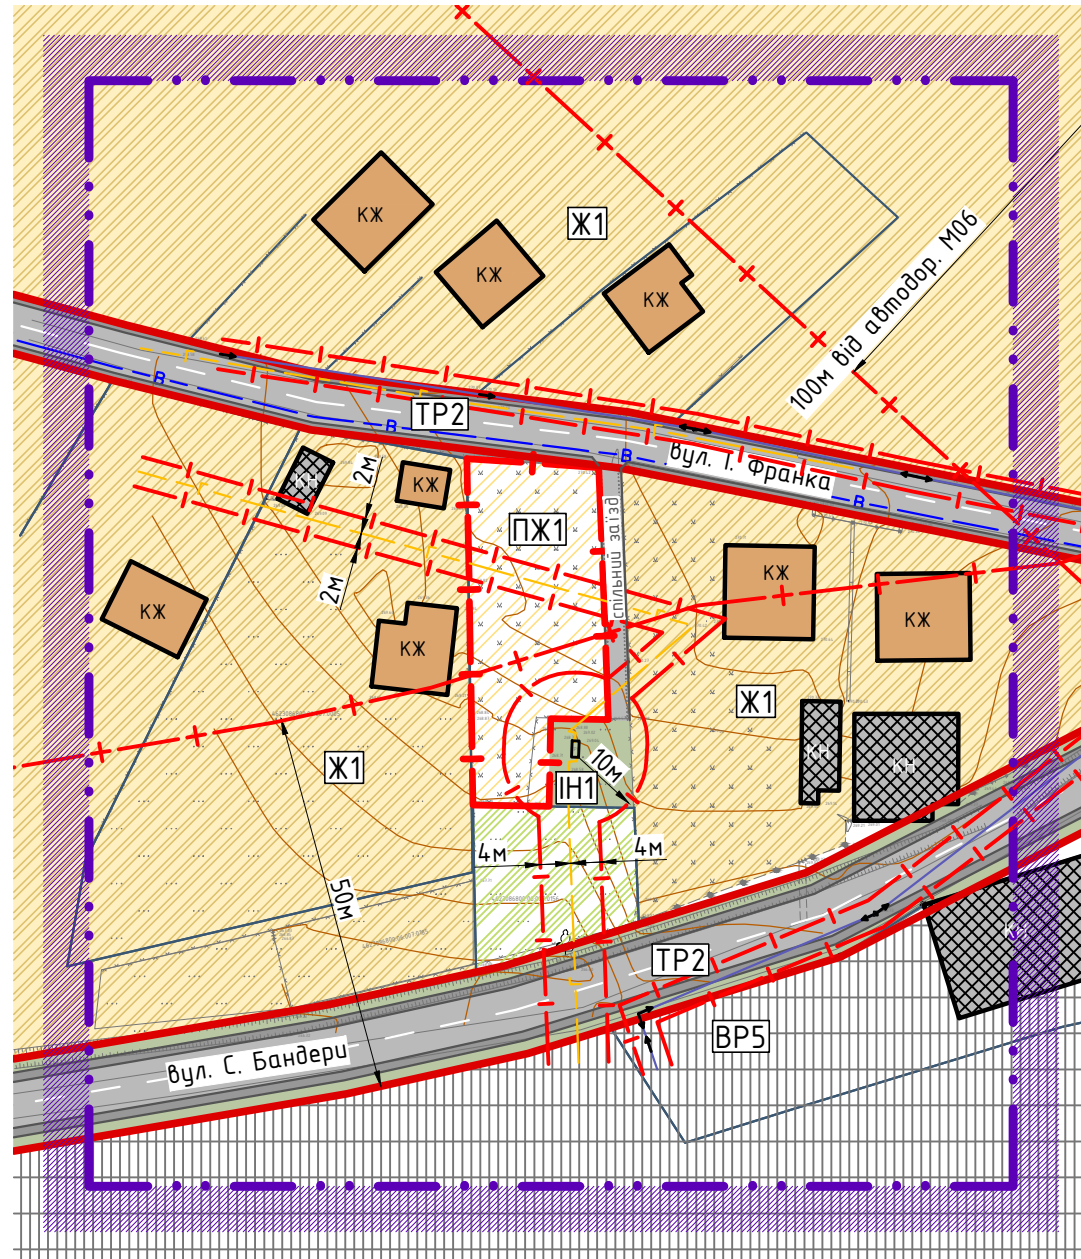 КЖ
Ж1
КЖ
КЖ
100м від автодор. М06
В
ТР2
В
вул. І. Франка
В
2м
КН
КЖ
ПЖ1
спільний заїзд
КЖ
КЖ
2м
КЖ
КЖ
Ж1
Ж1
КН
КН
10м
ІН1
4м
4м
50м
ТР2
КН
ВР5
вул. С. Бандери